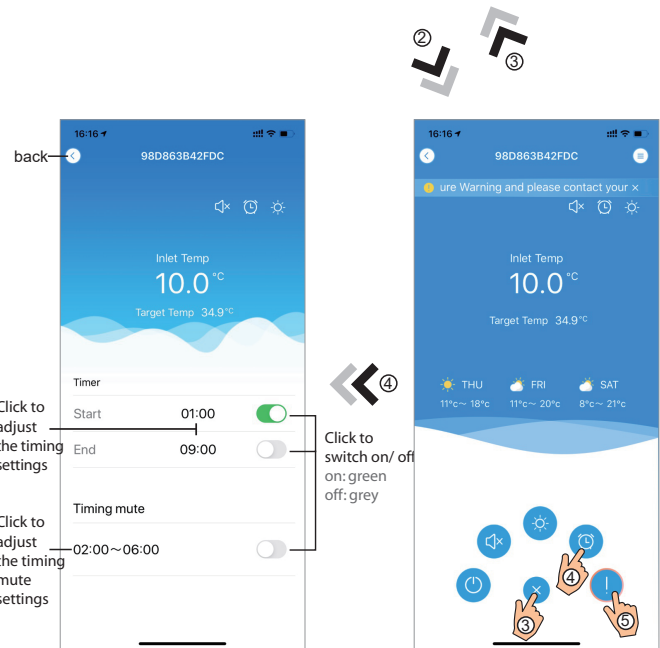 ②
③
16:16
98D863B42FDC
back
Inlet Temp
10.0 °C
Target Temp 34.9°C
Timer
Start 01:00
End 09:00
Click to
adjust
the timing
settings
Timing mute
02:00～06:00
Click to
adjust
the timing
mute
settings
④
Click to
switch on/ off
on: green
off: grey
16:16
98D863B42FDC
! ure Warning and please contact your ×
Inlet Temp
10.0 °C
Target Temp 34.9°C
THU FRI SAT
11°c～ 18°c 11°c～ 20°c 8°c～ 21°c
④
③
⑤